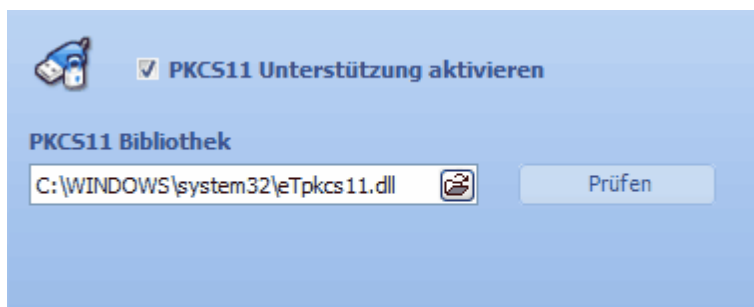 PKCS11 Unterstützung aktivieren
PKCS11 Bibliothek
C:\WINDOWS\system32\eTpkcs11.dll
Prüfen